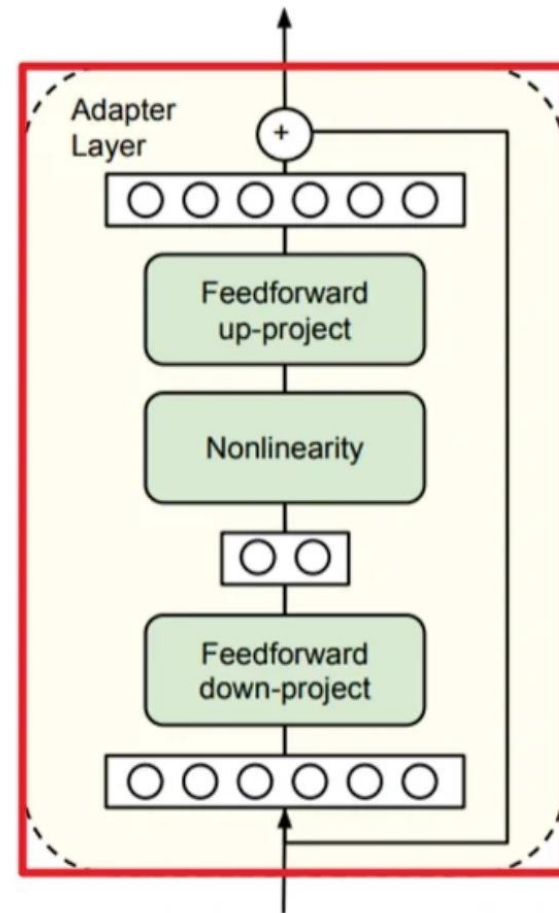 Adapter
Layer
+
Feedforward
up-project
Nonlinearity
Feedforward
down-project